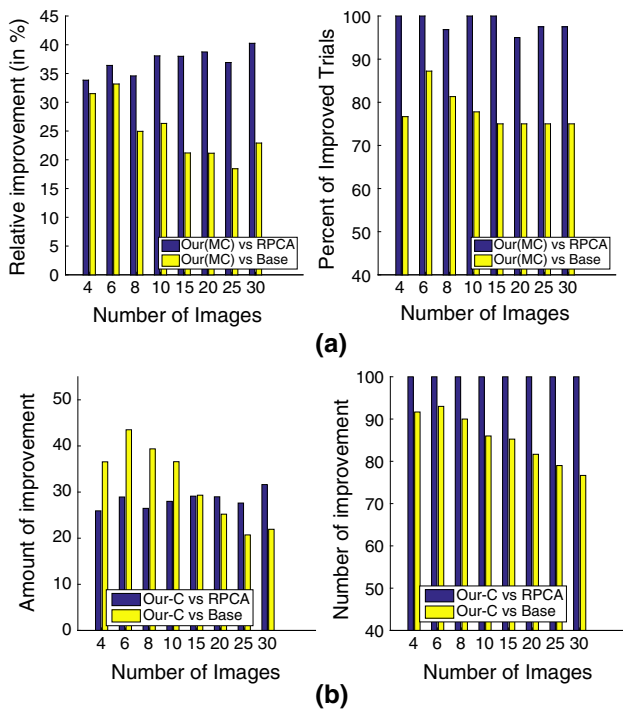 Relative improvement (in %)
45
40
35
30
25
20
15
10
5
0
Our(MC) vs RPCA
Our(MC) vs Base
4 6 8 10 15 20 25 30
Number of Images
Percent of Improved Trials
100
90
80
70
60
50
40
Our(MC) vs RPCA
Our(MC) vs Base
4 6 8 10 15 20 25 30
Number of Images
(a)
Amount of improvement
50
40
30
20
10
0
Our-C vs RPCA
Our-C vs Base
4 6 8 10 15 20 25 30
Number of Images
Number of improvement
100
90
80
70
60
50
40
Our-C vs RPCA
Our-C vs Base
4 6 8 10 15 20 25 30
Number of Images
(b)